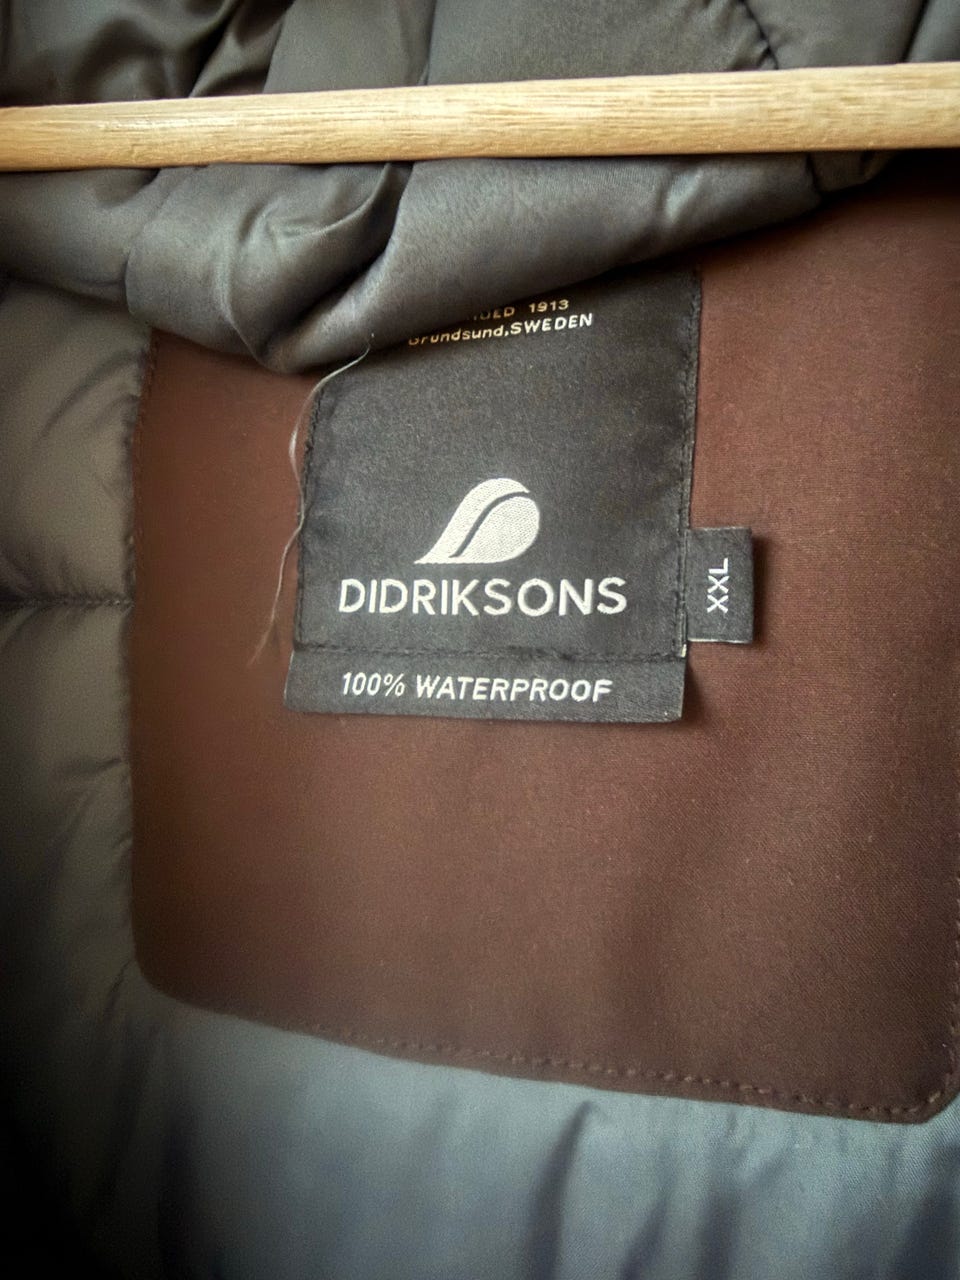 1913
Grundsund,SWEDEN
DIDRIKSONS
XXL
100% WATERPROOF